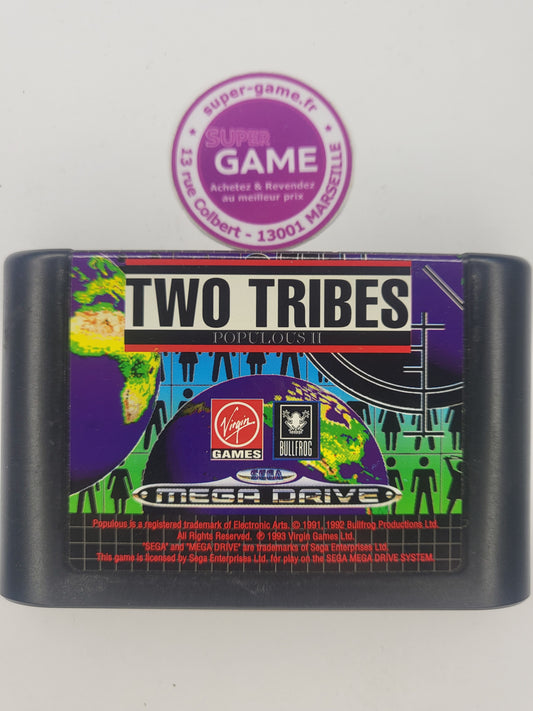 super-game.fr
SUPER
GAME
Achetez & Revendez
au meilleur prix
13 rue Colbert - 13001 MARSEILLE
TWO TRIBES
POPULOUS II
Virgin
GAMES
BULLFROG
SEGA
MEGA DRIVE
Populous is a registered trademark of Electronic Arts. © 1991, 1992 Bullfrog Productions Ltd.
All Rights Reserved. ℗ 1993 Virgin Games Ltd.
"SEGA" and "MEGA DRIVE" are trademarks of Sega Enterprises Ltd.
This game is licensed by Sega Enterprises Ltd. for play on the SEGA MEGA DRIVE SYSTEM.